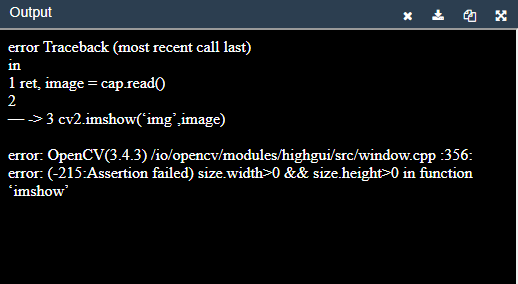 Output
error Traceback (most recent call last)
in
1 ret, image = cap.read()
2
— -> 3 cv2.imshow(‘img’,image)
error: OpenCV(3.4.3) /io/opencv/modules/highgui/src/window.cpp :356:
error: (-215:Assertion failed) size.width>0 && size.height>0 in function
‘imshow’